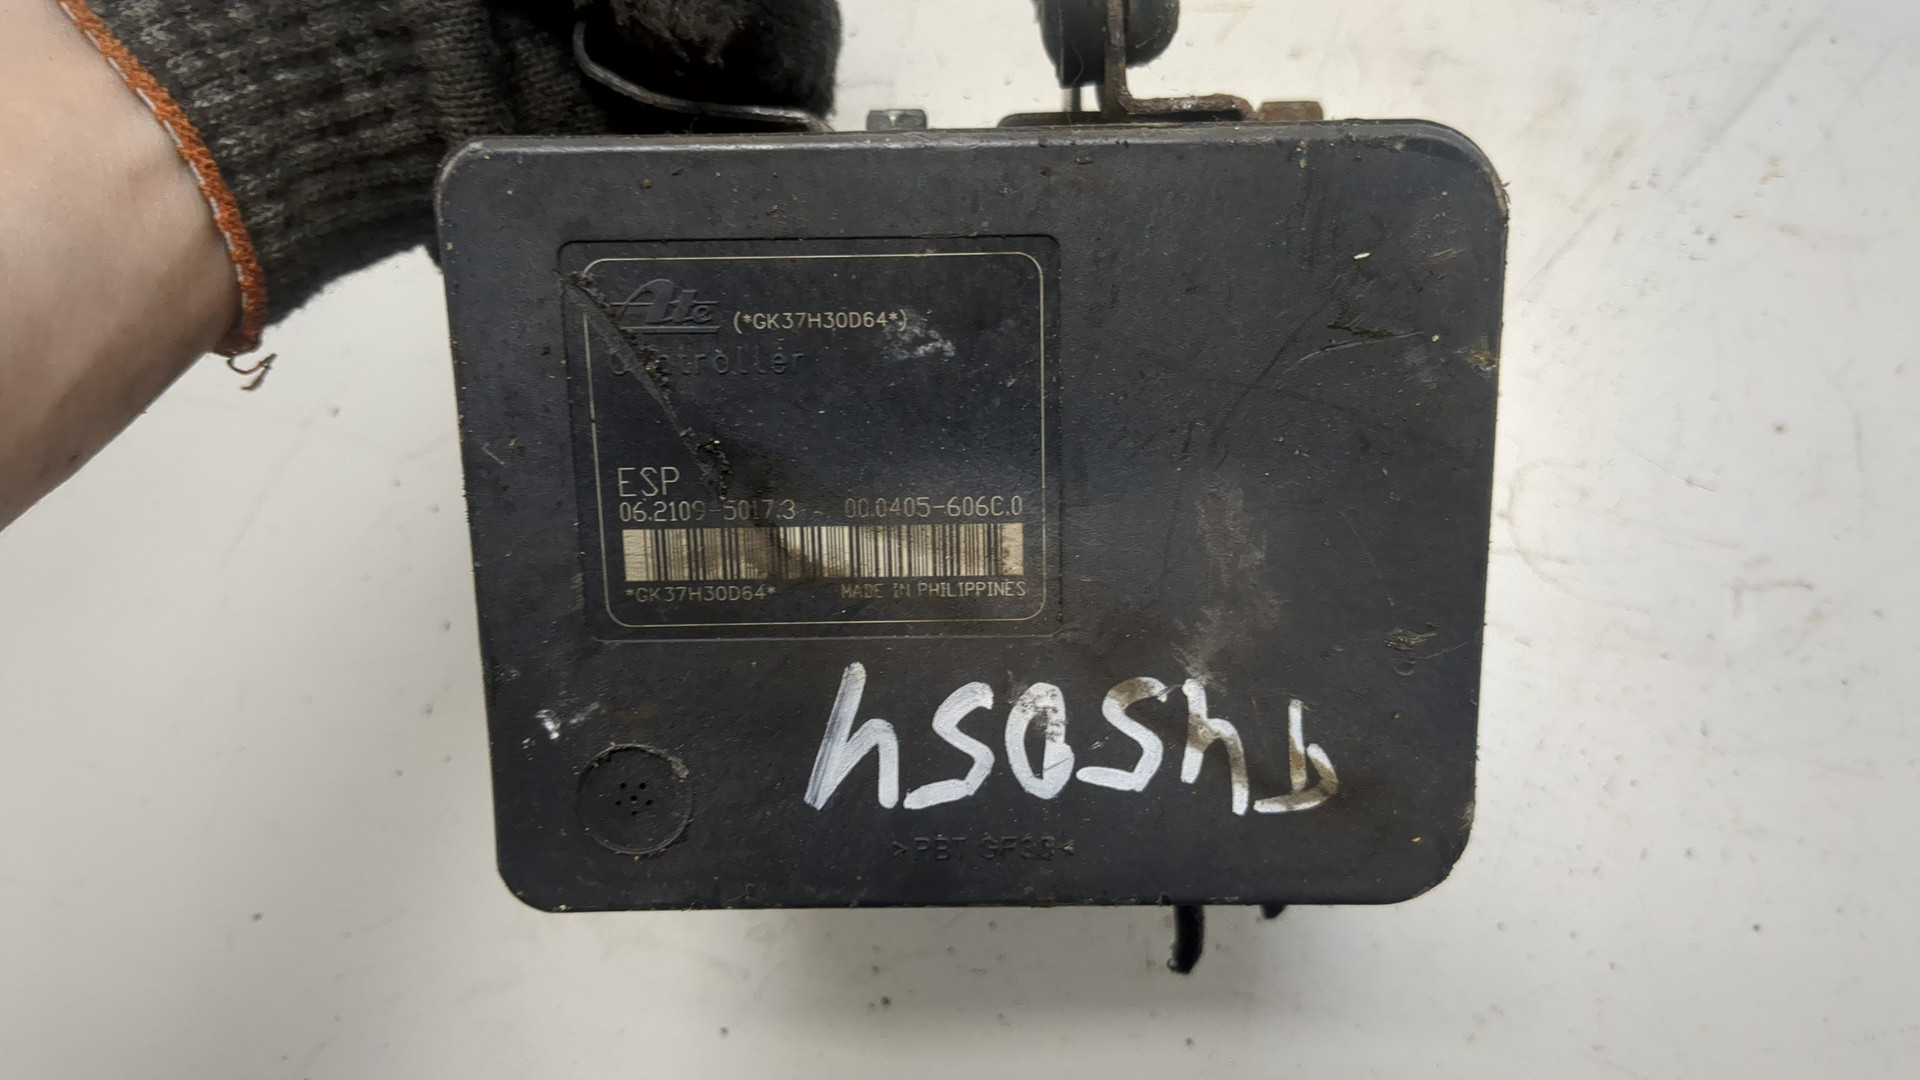 Ate (*GK37H30D64*)
Controller
ESP
06.2109-5017.3 - 00.0405-606C.0
*GK37H30D64* MADE IN PHILIPPINES
>PBT GF30<